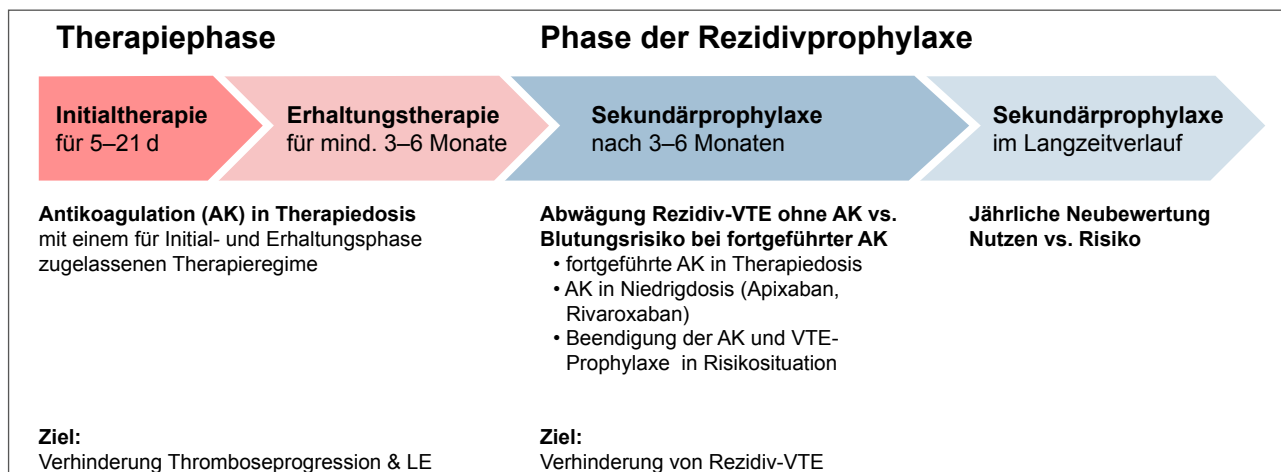 Therapiephase
Phase der Rezidivprophylaxe
Initialtherapie
für 5–21 d
Erhaltungstherapie
für mind. 3–6 Monate
Sekundärprophylaxe
nach 3–6 Monaten
Sekundärprophylaxe
im Langzeitverlauf
Antikoagulation (AK) in Therapiedosis
mit einem für Initial- und Erhaltungsphase
zugelassenen Therapieregime
Abwägung Rezidiv-VTE ohne AK vs.
Blutungsrisiko bei fortgeführter AK
• fortgeführte AK in Therapiedosis
• AK in Niedrigdosis (Apixaban,
Rivaroxaban)
• Beendigung der AK und VTE-
Prophylaxe in Risikosituation
Jährliche Neubewertung
Nutzen vs. Risiko
Ziel:
Verhinderung Thromboseprogression & LE
Ziel:
Verhinderung von Rezidiv-VTE